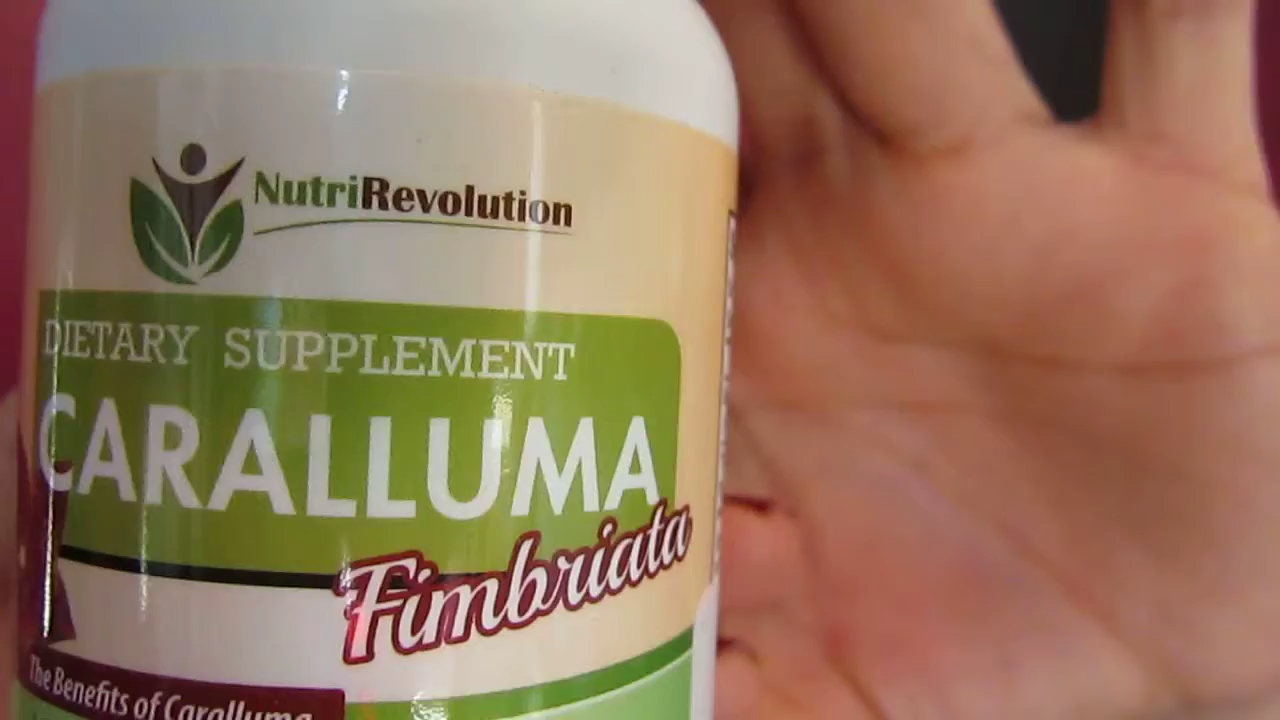 NutriRevolution
DIETARY SUPPLEMENT
CARALLUMA
Fimbriata
The Benefits of Caralluma